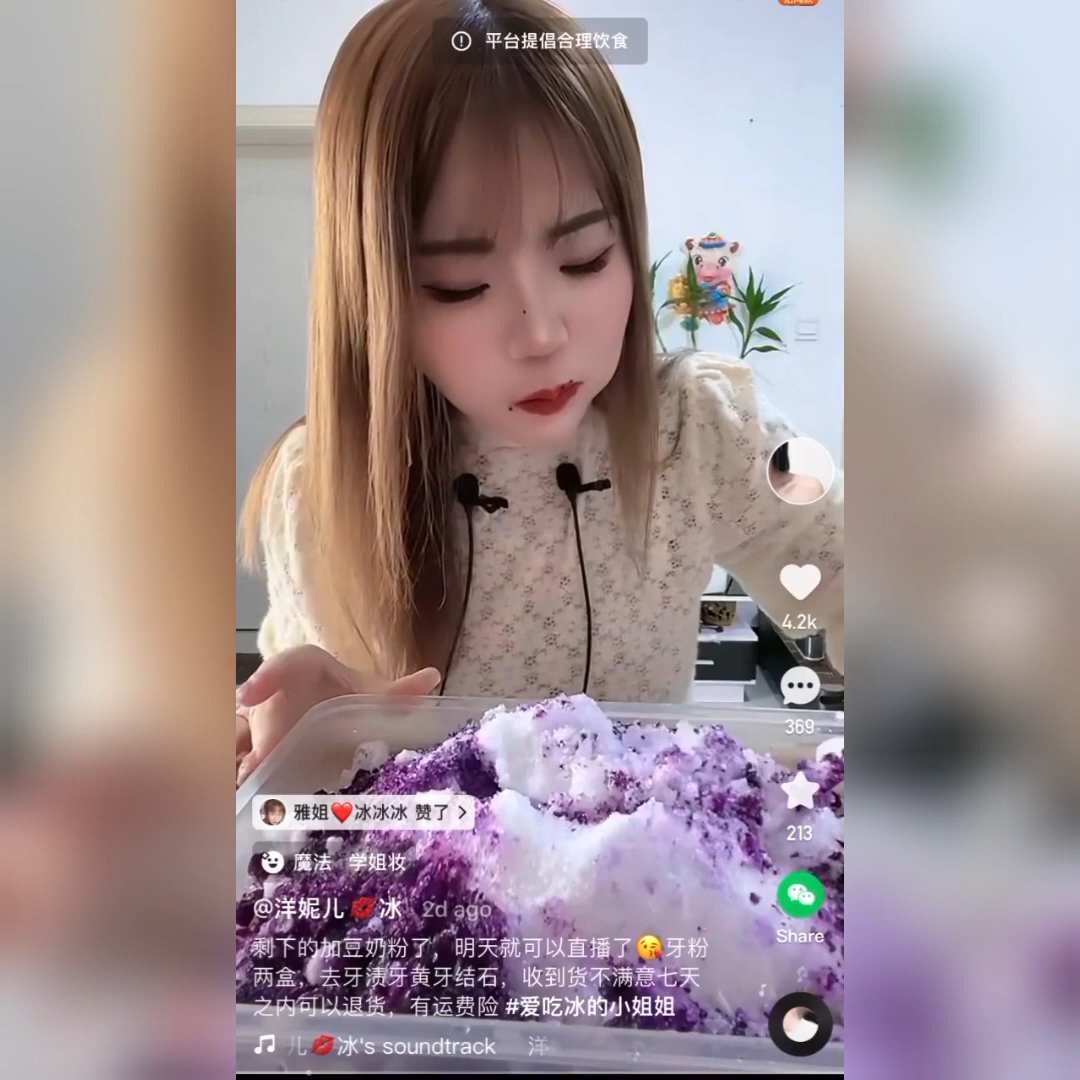 平台提倡合理饮食
4.2k
369
213
雅姐❤️冰冰冰 赞了 >
魔法 学姐妆
Share
@洋妮儿💋冰 2d ago
剩下的加豆奶粉了，明天就可以直播了😘牙粉
两盒，去牙渍牙黄牙结石，收到货不满意七天
之内可以退货，有运费险 #爱吃冰的小姐姐
儿💋冰's soundtrack 洋